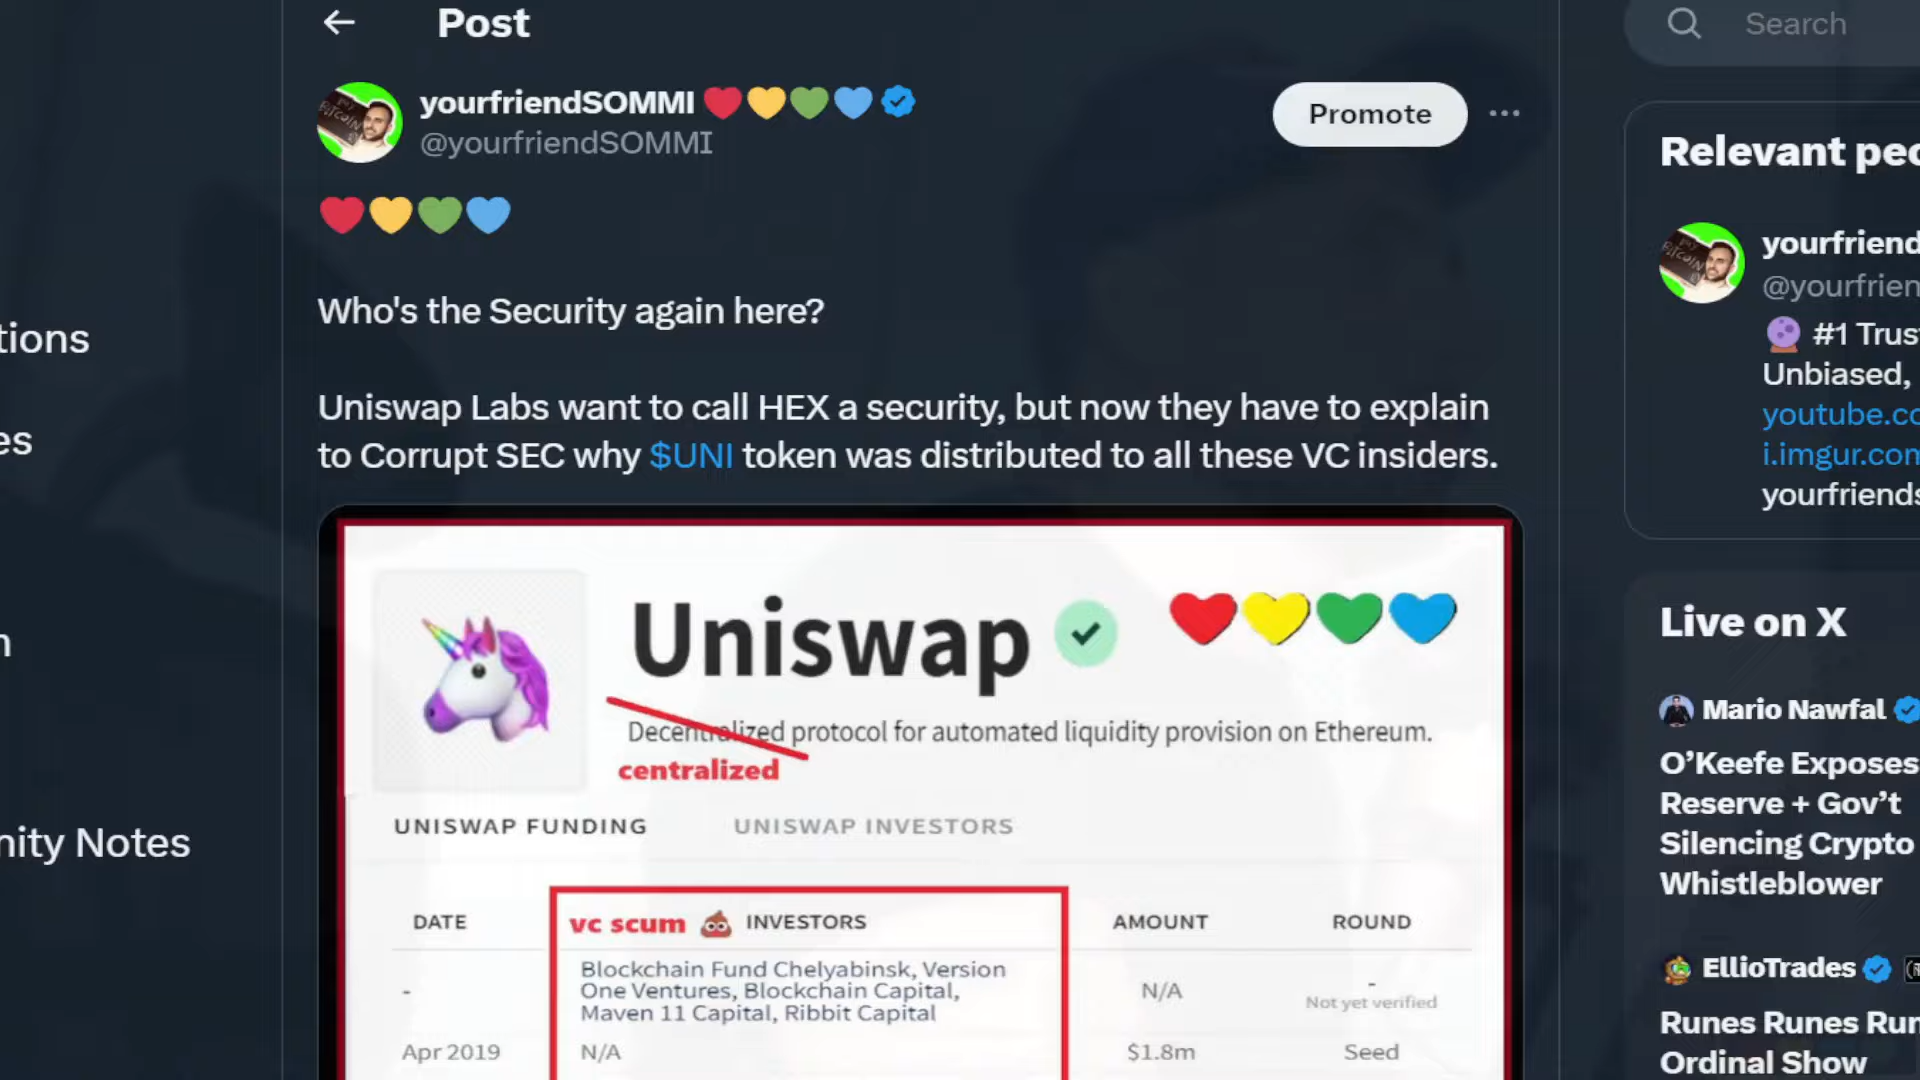 Post
Search
yourfriendSOMMI
@yourfriendSOMMI
Promote
Who's the Security again here?
Uniswap Labs want to call HEX a security, but now they have to explain
to Corrupt SEC why $UNI token was distributed to all these VC insiders.
Uniswap
Decentralized protocol for automated liquidity provision on Ethereum.
centralized
UNISWAP FUNDING
UNISWAP INVESTORS
DATE
vc scum INVESTORS
AMOUNT
ROUND
-
Blockchain Fund Chelyabinsk, Version
One Ventures, Blockchain Capital,
Maven 11 Capital, Ribbit Capital
N/A
-
Not yet verified
Apr 2019
N/A
$1.8m
Seed
tions
es
n
nity Notes
Relevant peo
yourfriend
@yourfrien
#1 Trus
Unbiased,
youtube.co
i.imgur.com
yourfriends
Live on X
Mario Nawfal
O’Keefe Exposes
Reserve + Gov’t
Silencing Crypto
Whistleblower
EllioTrades
Runes Runes Run
Ordinal Show